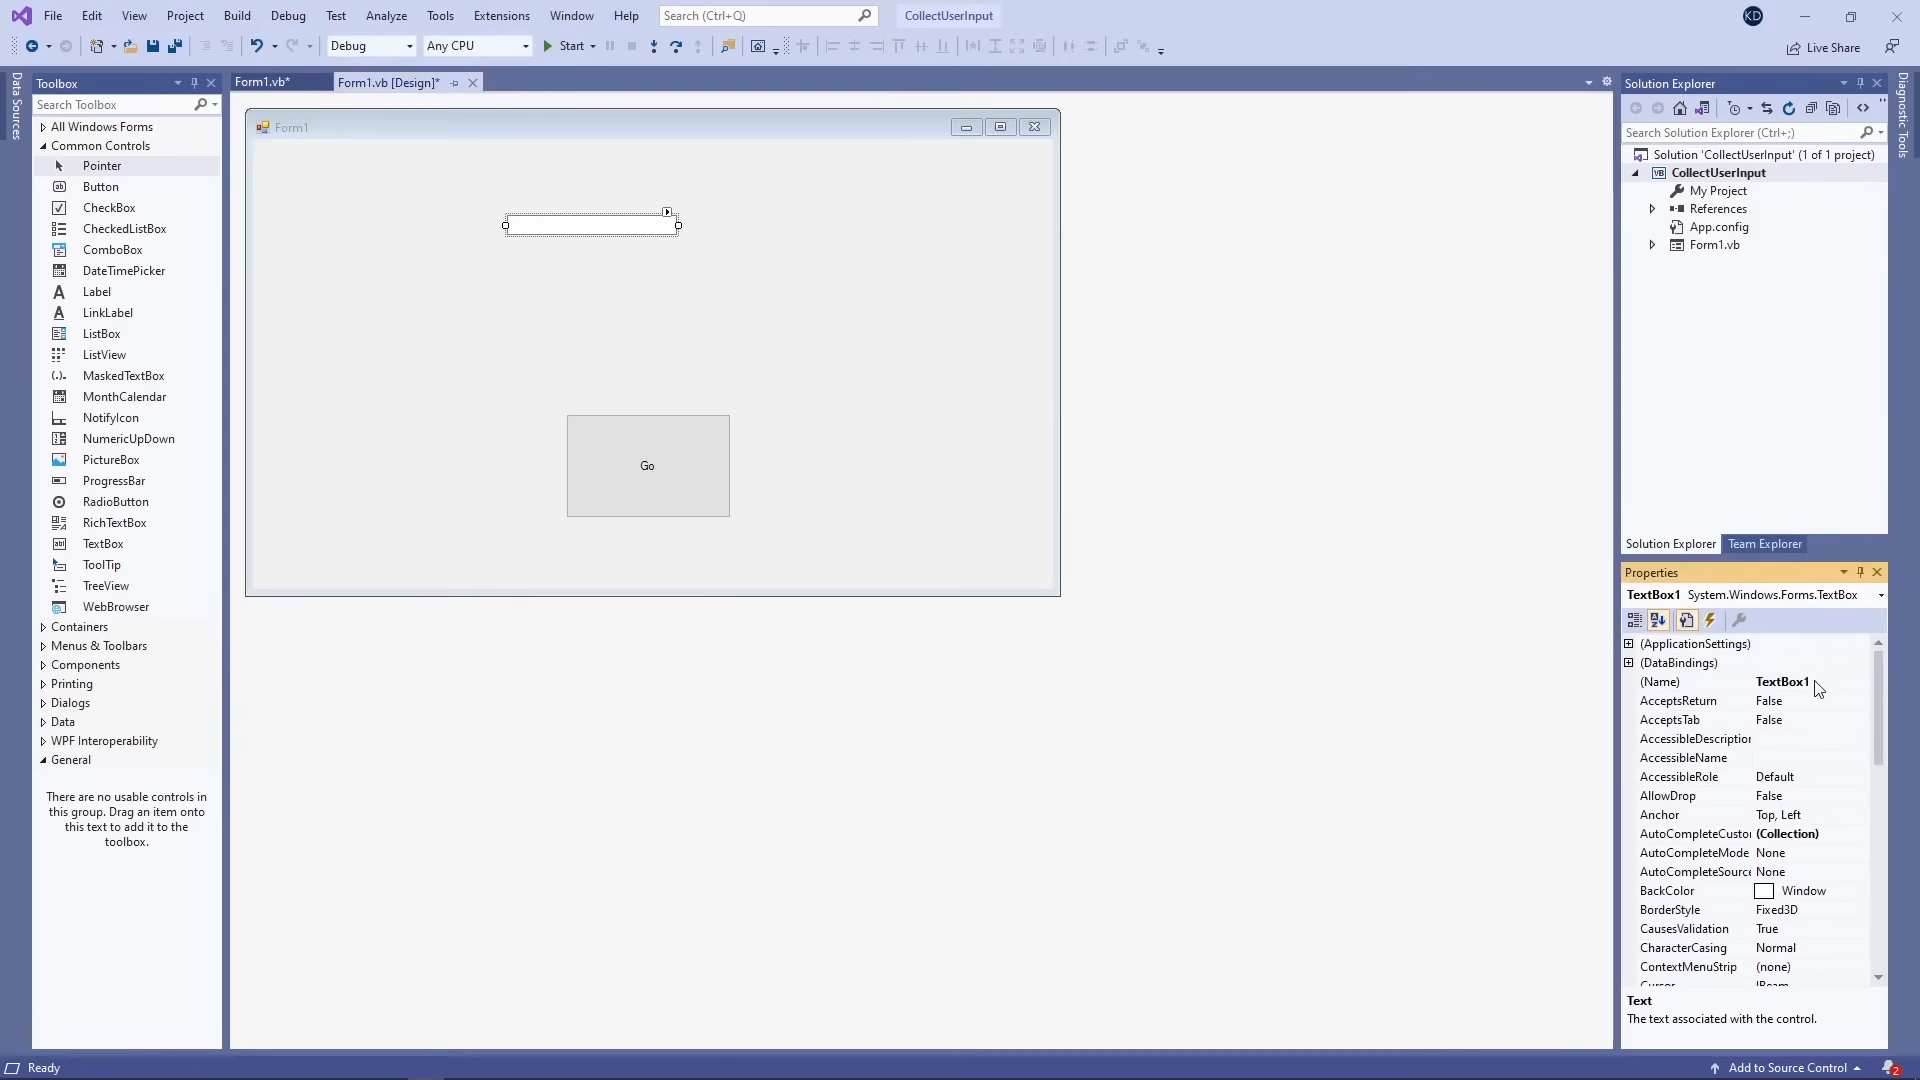 File Edit View Project Build Debug Test Analyze Tools Extensions Window Help Search (Ctrl+Q) CollectUserInput KD
Debug Any CPU Start Live Share
Data Sources
Toolbox
Search Toolbox
All Windows Forms
Common Controls
Pointer
Button
CheckBox
CheckedListBox
ComboBox
DateTimePicker
Label
LinkLabel
ListBox
ListView
MaskedTextBox
MonthCalendar
NotifyIcon
NumericUpDown
PictureBox
ProgressBar
RadioButton
RichTextBox
TextBox
ToolTip
TreeView
WebBrowser
Containers
Menus & Toolbars
Components
Printing
Dialogs
Data
WPF Interoperability
General
There are no usable controls in
this group. Drag an item onto
this text to add it to the
toolbox.
Form1.vb* Form1.vb [Design]*
Form1
Go
Solution Explorer
Search Solution Explorer (Ctrl+;)
Solution 'CollectUserInput' (1 of 1 project)
VB CollectUserInput
My Project
References
App.config
Form1.vb
Solution Explorer Team Explorer
Properties
TextBox1 System.Windows.Forms.TextBox
(ApplicationSettings)
(DataBindings)
(Name) TextBox1
AcceptsReturn False
AcceptsTab False
AccessibleDescription
AccessibleName
AccessibleRole Default
AllowDrop False
Anchor Top, Left
AutoCompleteCustor (Collection)
AutoCompleteMode None
AutoCompleteSource None
BackColor Window
BorderStyle Fixed3D
CausesValidation True
CharacterCasing Normal
ContextMenuStrip (none)
Cursor IBeam
Text
The text associated with the control.
Diagnostic Tools
Ready Add to Source Control 2